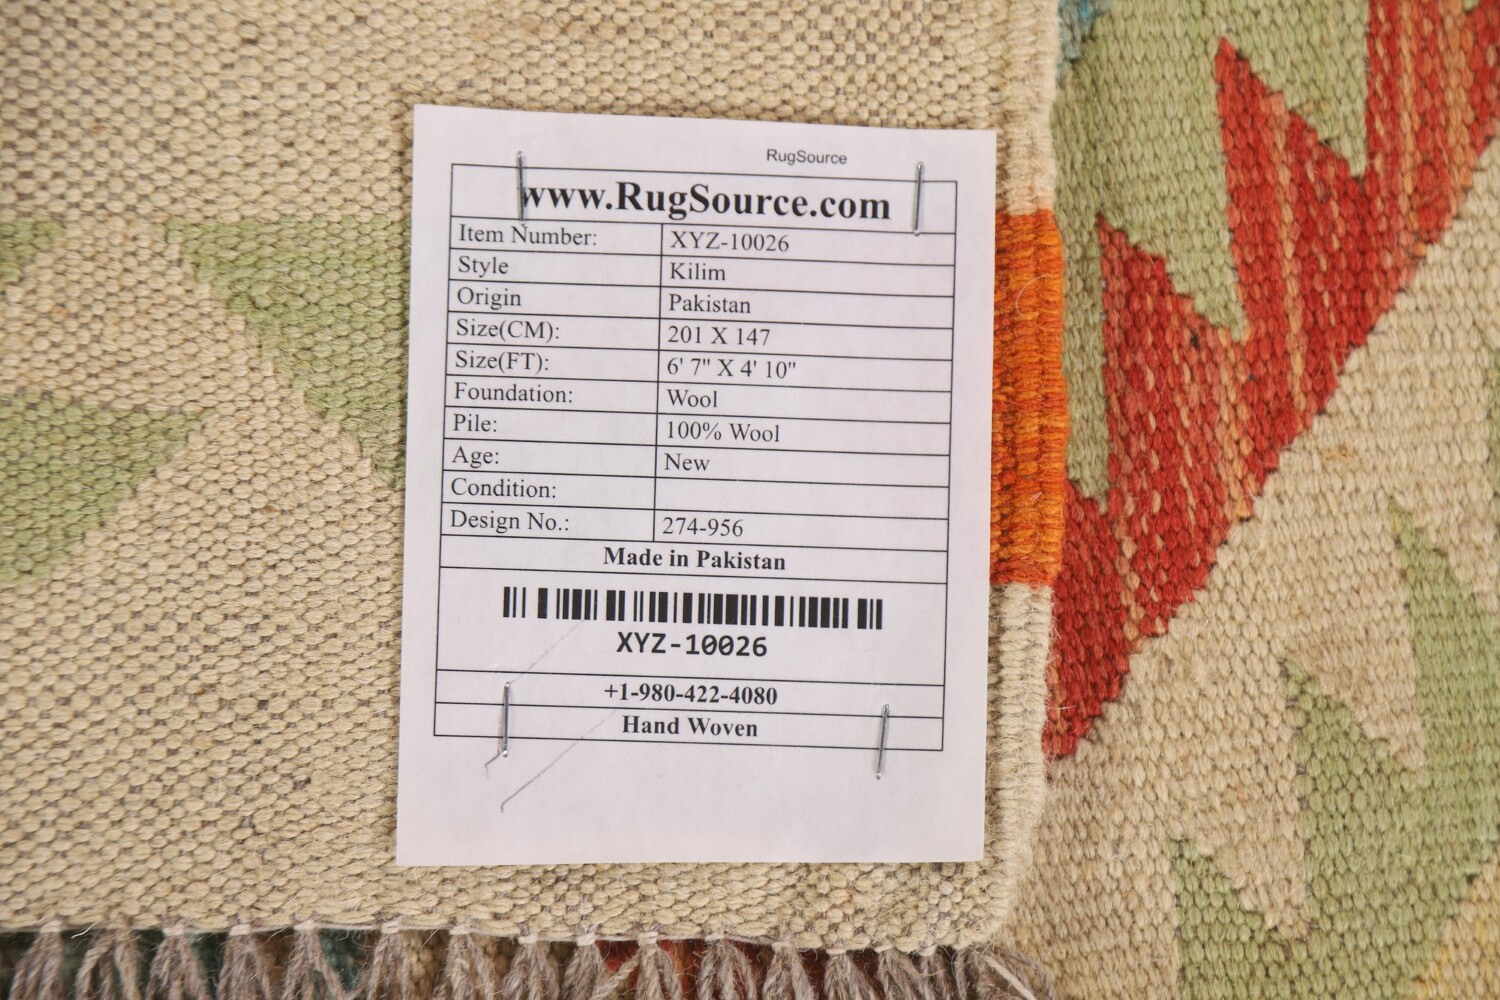 RugSource
www.RugSource.com
Item Number: XYZ-10026
Style Kilim
Origin Pakistan
Size(CM): 201 X 147
Size(FT): 6' 7" X 4' 10"
Foundation: Wool
Pile: 100% Wool
Age: New
Condition:
Design No.: 274-956
Made in Pakistan
XYZ-10026
+1-980-422-4080
Hand Woven